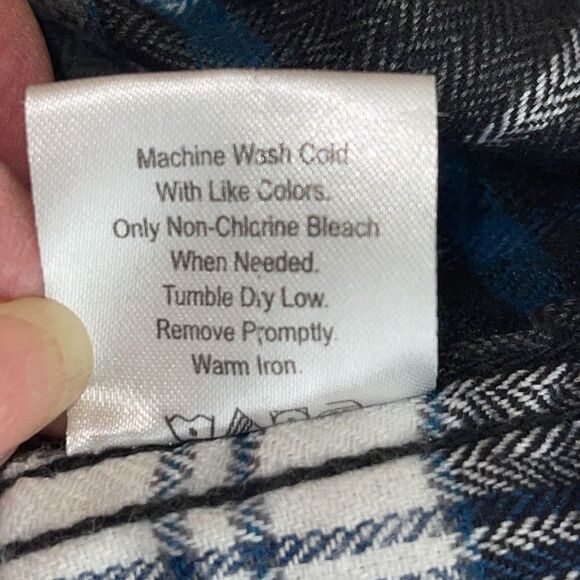 Machine Wash Cold
With Like Colors.
Only Non-Chlorine Bleach
When Needed.
Tumble Dry Low.
Remove Promptly.
Warm Iron.